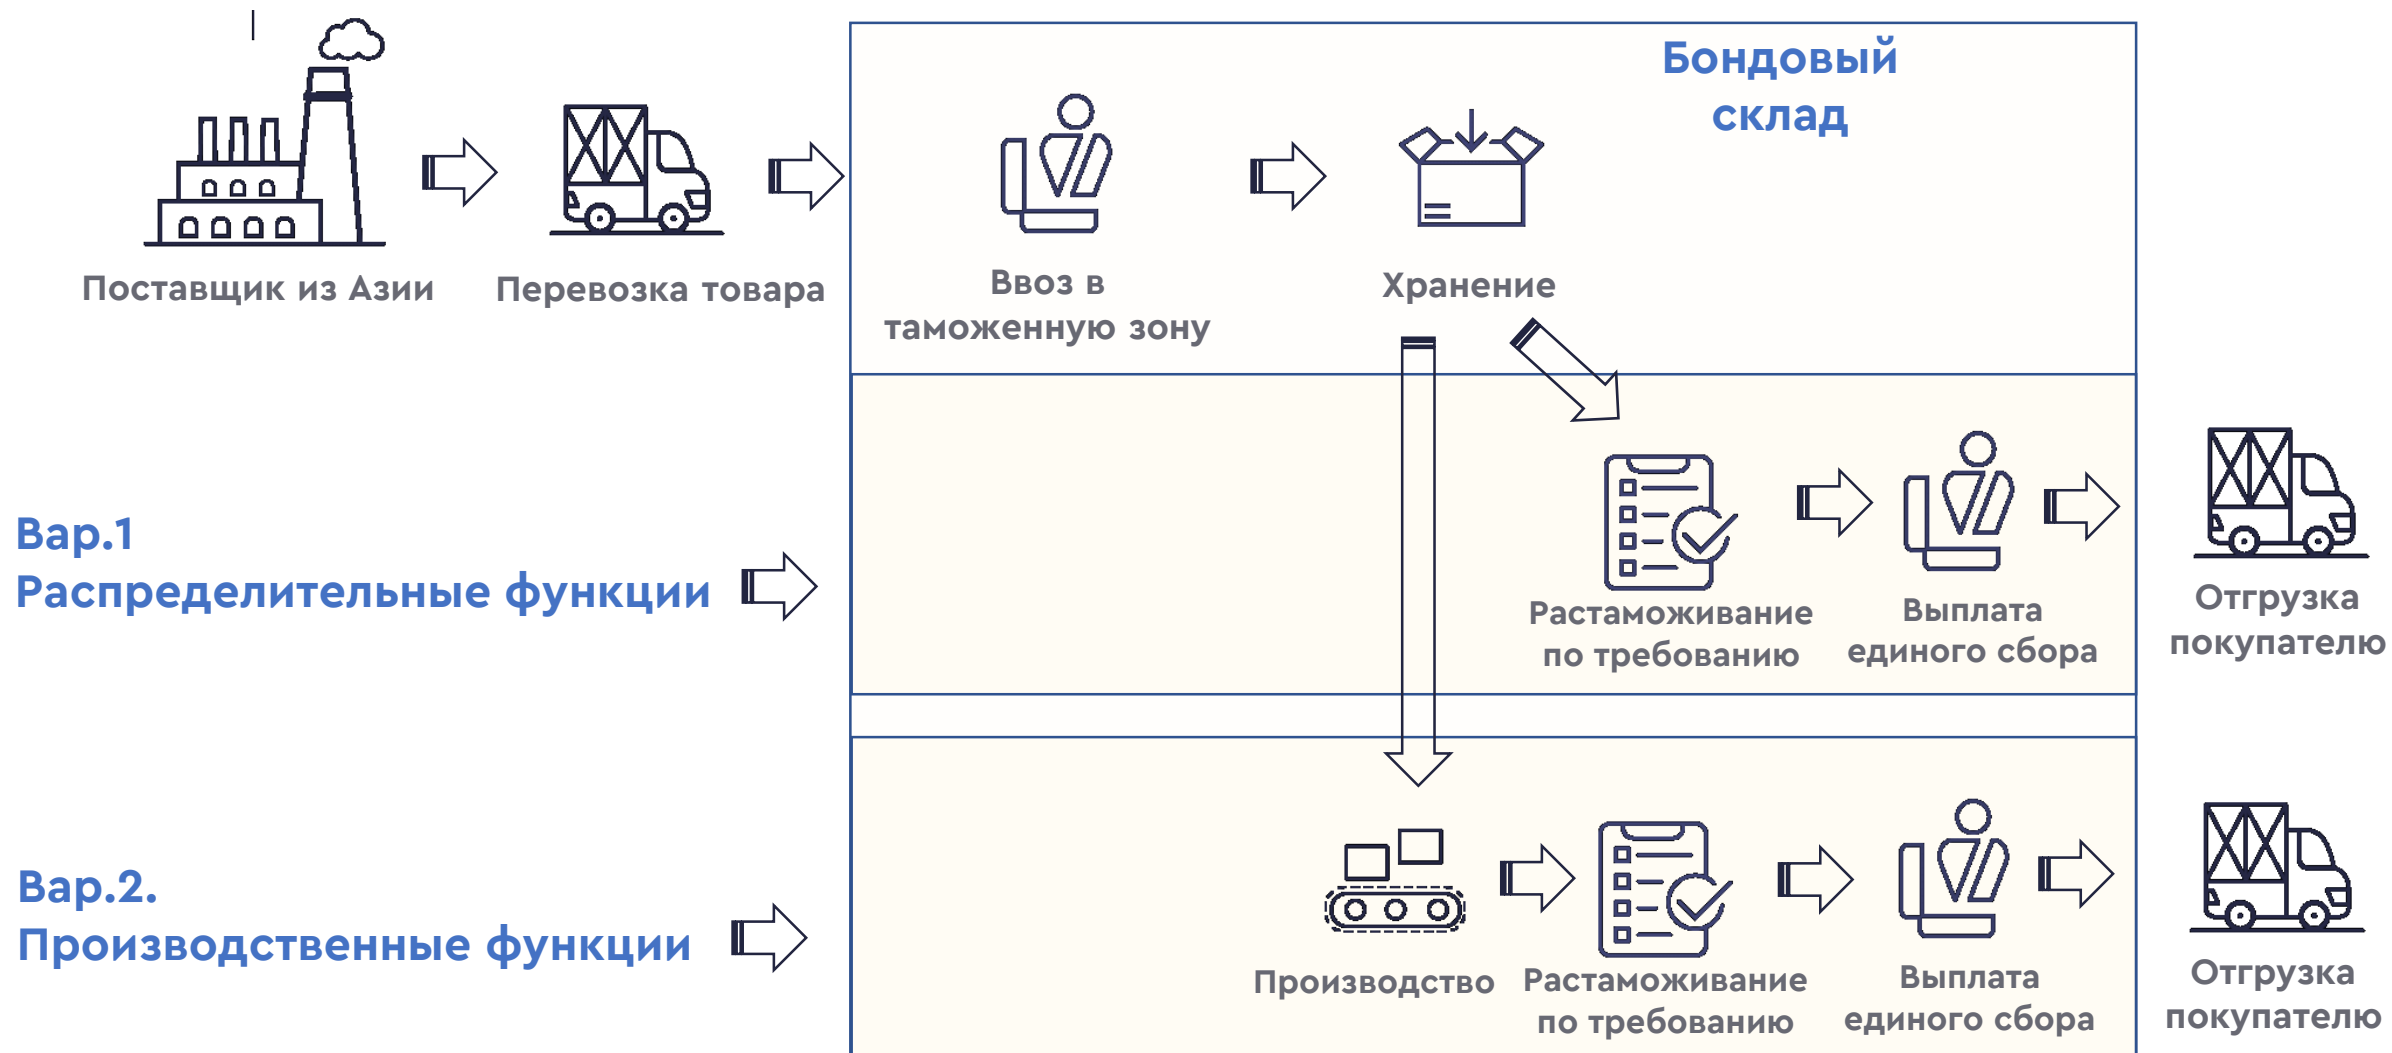 Бондовый
склад
Поставщик из Азии
Перевозка товара
Ввоз в
таможенную зону
Хранение
Вар.1
Распределительные функции
Растаможивание
по требованию
Выплата
единого сбора
Отгрузка
покупателю
Вар.2.
Производственные функции
Производство
Растаможивание
по требованию
Выплата
единого сбора
Отгрузка
покупателю